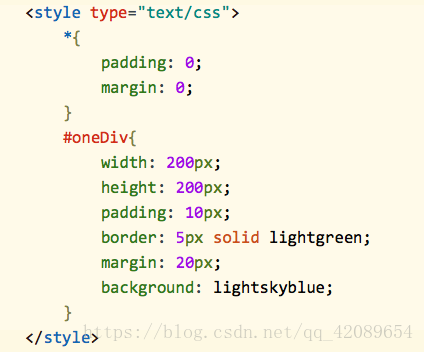 <style type="text/css">
*{
padding: 0;
margin: 0;
}
#oneDiv{
width: 200px;
height: 200px;
padding: 10px;
border: 5px solid lightgreen;
margin: 20px;
background: lightskyblue;
}
</style>
https://blog.csdn.net/qq_42089654